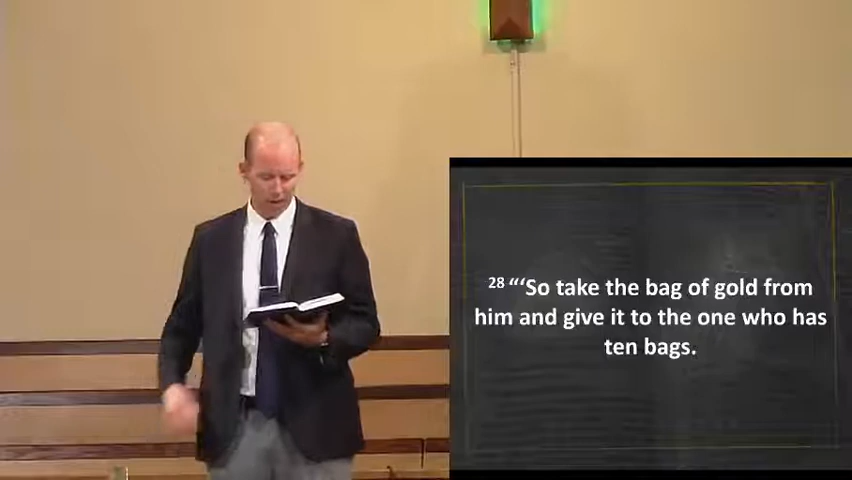 28 “‘So take the bag of gold from
him and give it to the one who has
ten bags.